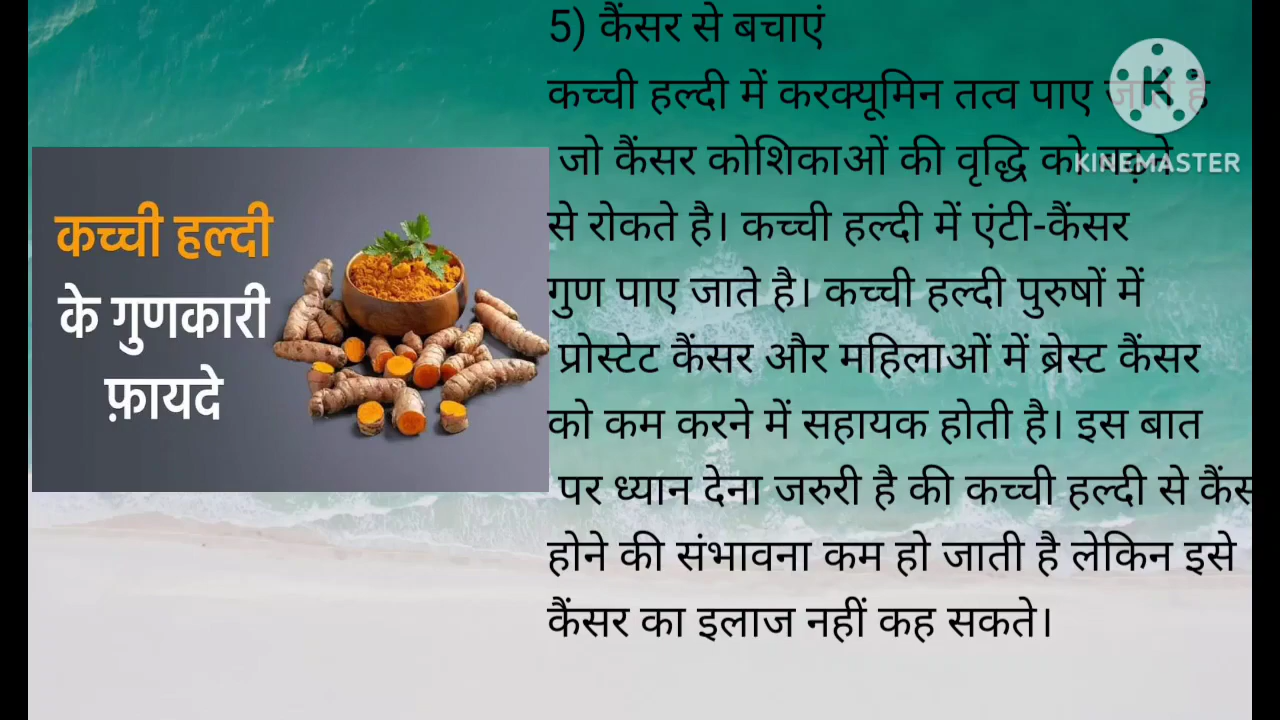 कच्ची हल्दी
के गुणकारी
फ़ायदे
5) कैंसर से बचाएं
कच्ची हल्दी में करक्यूमिन तत्व पाए जाते है
जो कैंसर कोशिकाओं की वृद्धि को
से रोकते है। कच्ची हल्दी में एंटी-कैंसर
गुण पाए जाते है। कच्ची हल्दी पुरुषों में
प्रोस्टेट कैंसर और महिलाओं में ब्रेस्ट कैंसर
को कम करने में सहायक होती है। इस बात
पर ध्यान देना जरुरी है की कच्ची हल्दी से कैंस
होने की संभावना कम हो जाती है लेकिन इसे
कैंसर का इलाज नहीं कह सकते।
K
KINEMASTER